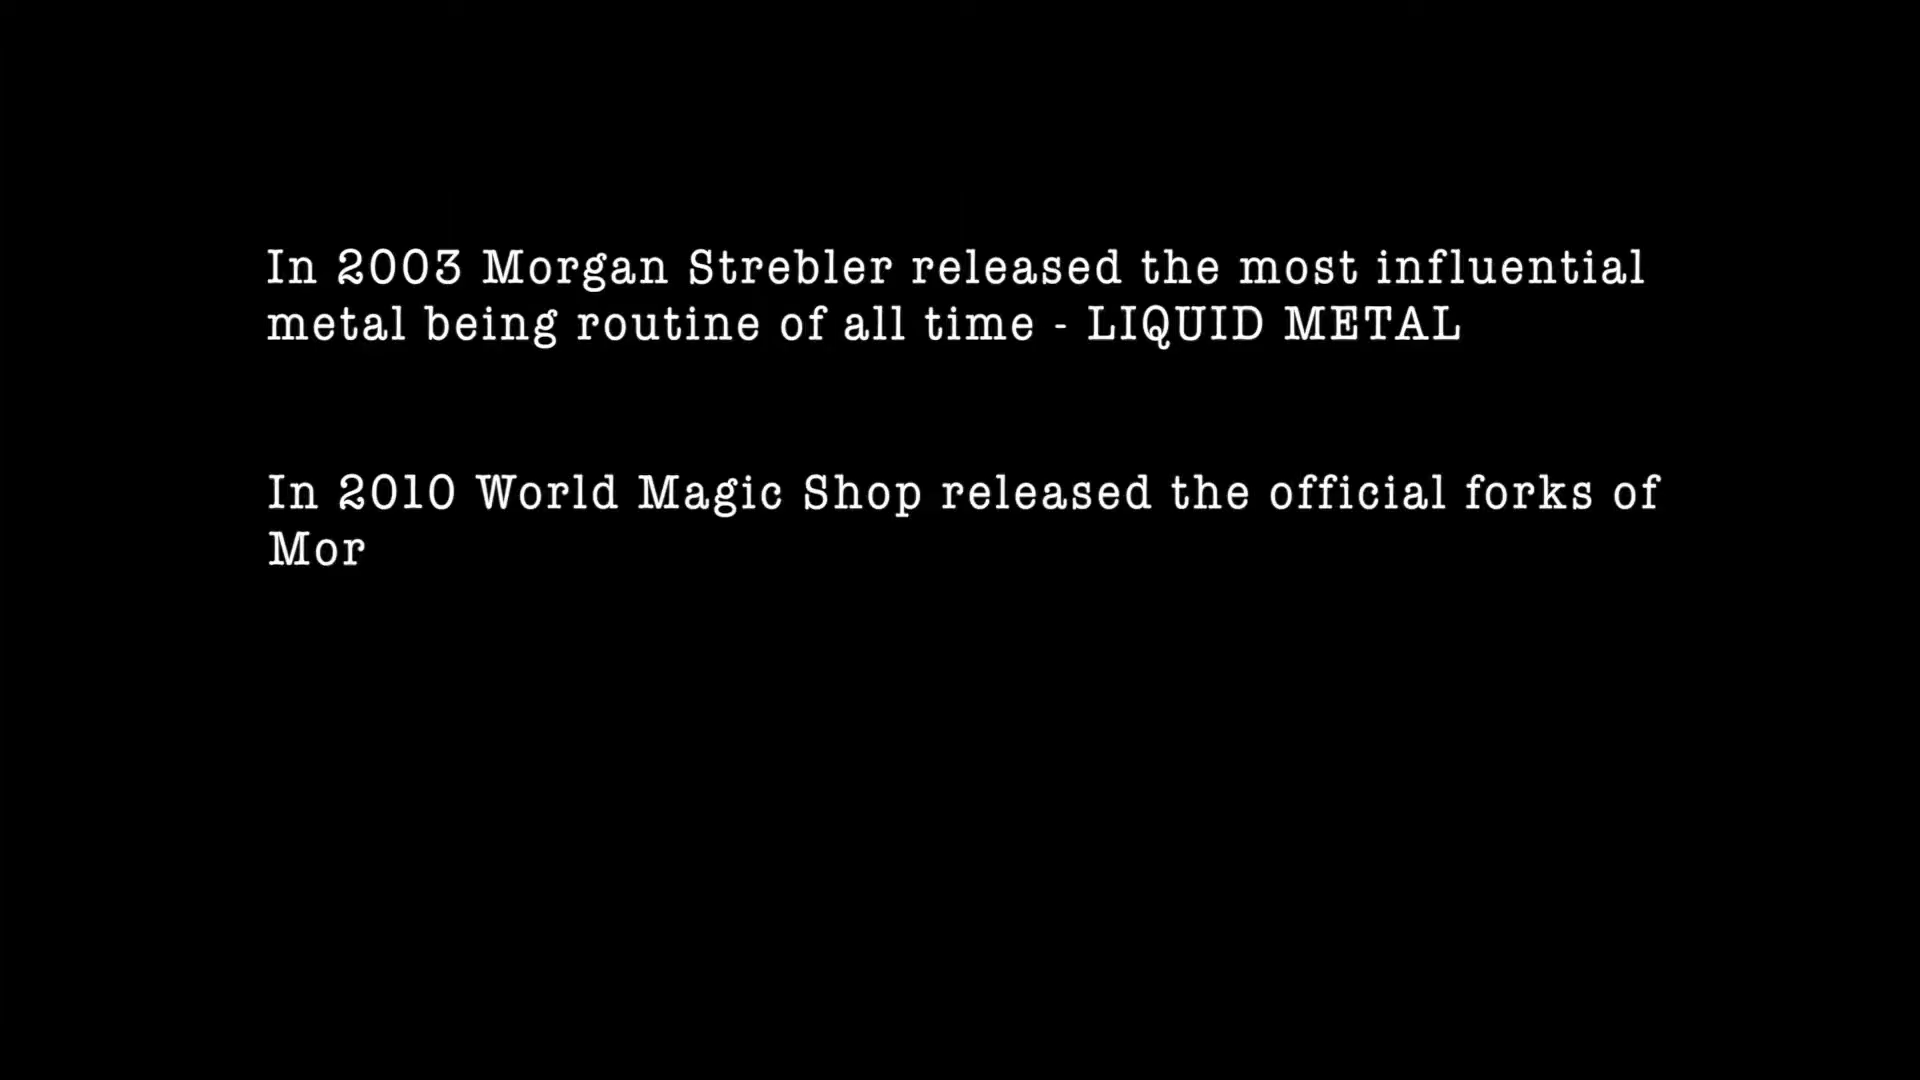 In 2003 Morgan Strebler released the most influential
metal being routine of all time - LIQUID METAL
In 2010 World Magic Shop released the official forks of
Mor